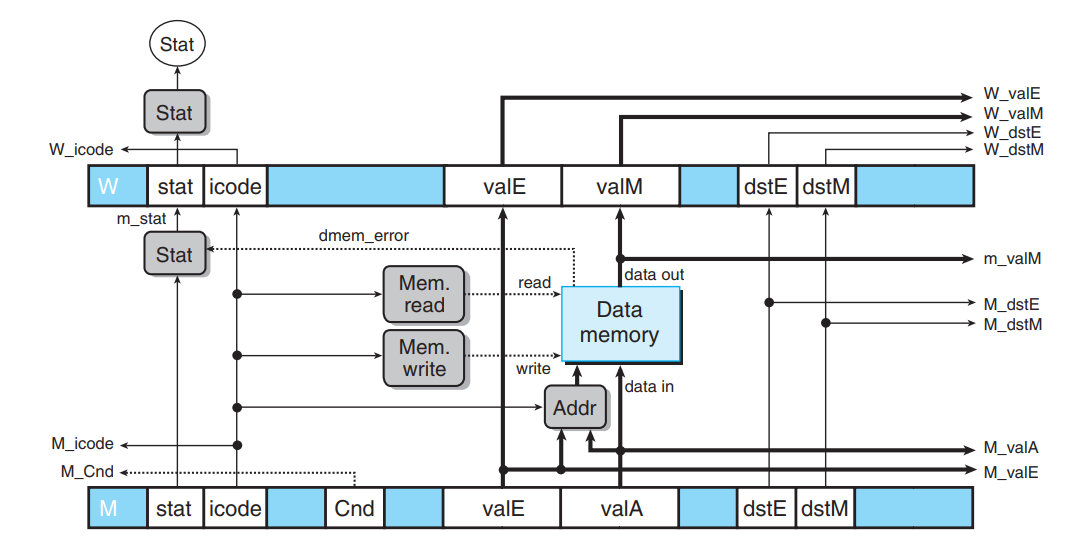 Stat
Stat
W_valE
W_valM
W_dstE
W_icode
W_dstM
W stat icode valE valM dstE dstM
m_stat
Stat
dmem_error
m_valM
data out
Mem.
read
read
Data
memory
M_dstE
M_dstM
Mem.
write
write
data in
Addr
M_icode
M_valA
M_Cnd
M_valE
M stat icode Cnd valE valA dstE dstM